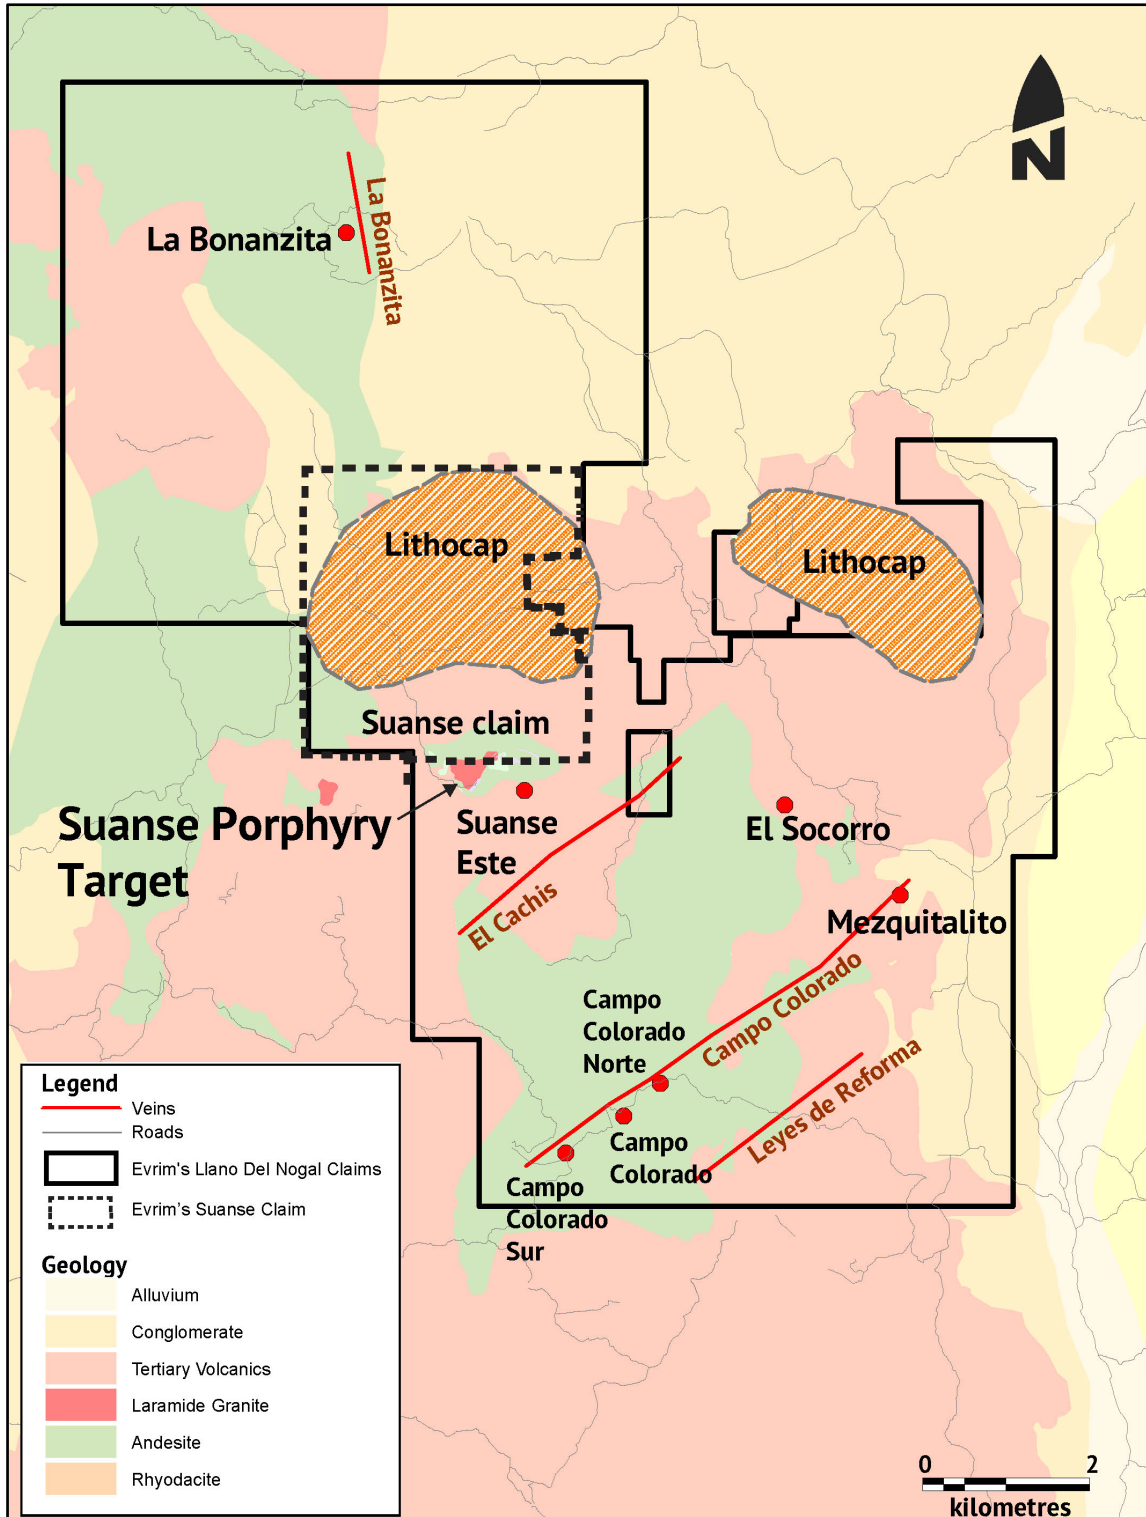 N
La Bonanzita
La Bonanzita
Lithocap
Lithocap
Suanse claim
Suanse Porphyry
Target
Suanse
Este
El Socorro
El Cachis
Mezquitalito
Campo
Colorado
Norte
Campo Colorado
Leyes de Reforma
Campo
Colorado
Campo
Colorado
Sur
Legend
Veins
Roads
Evrim's Llano Del Nogal Claims
Evrim's Suanse Claim
Geology
Alluvium
Conglomerate
Tertiary Volcanics
Laramide Granite
Andesite
Rhyodacite
0 2
kilometres